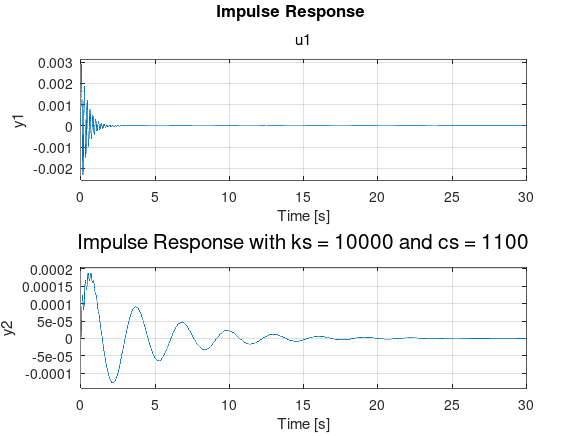 Impulse Response
u1
0.003
0.002
0.001
0
-0.001
-0.002
y1
0 5 10 15 20 25 30
Time [s]
Impulse Response with ks = 10000 and cs = 1100
0.0002
0.00015
0.0001
5e-05
0
-5e-05
-0.0001
y2
0 5 10 15 20 25 30
Time [s]